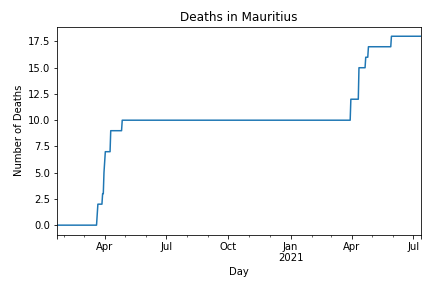 Deaths in Mauritius
Number of Deaths
17.5
15.0
12.5
10.0
7.5
5.0
2.5
0.0
Apr Jul Oct Jan Apr Jul
2021
Day